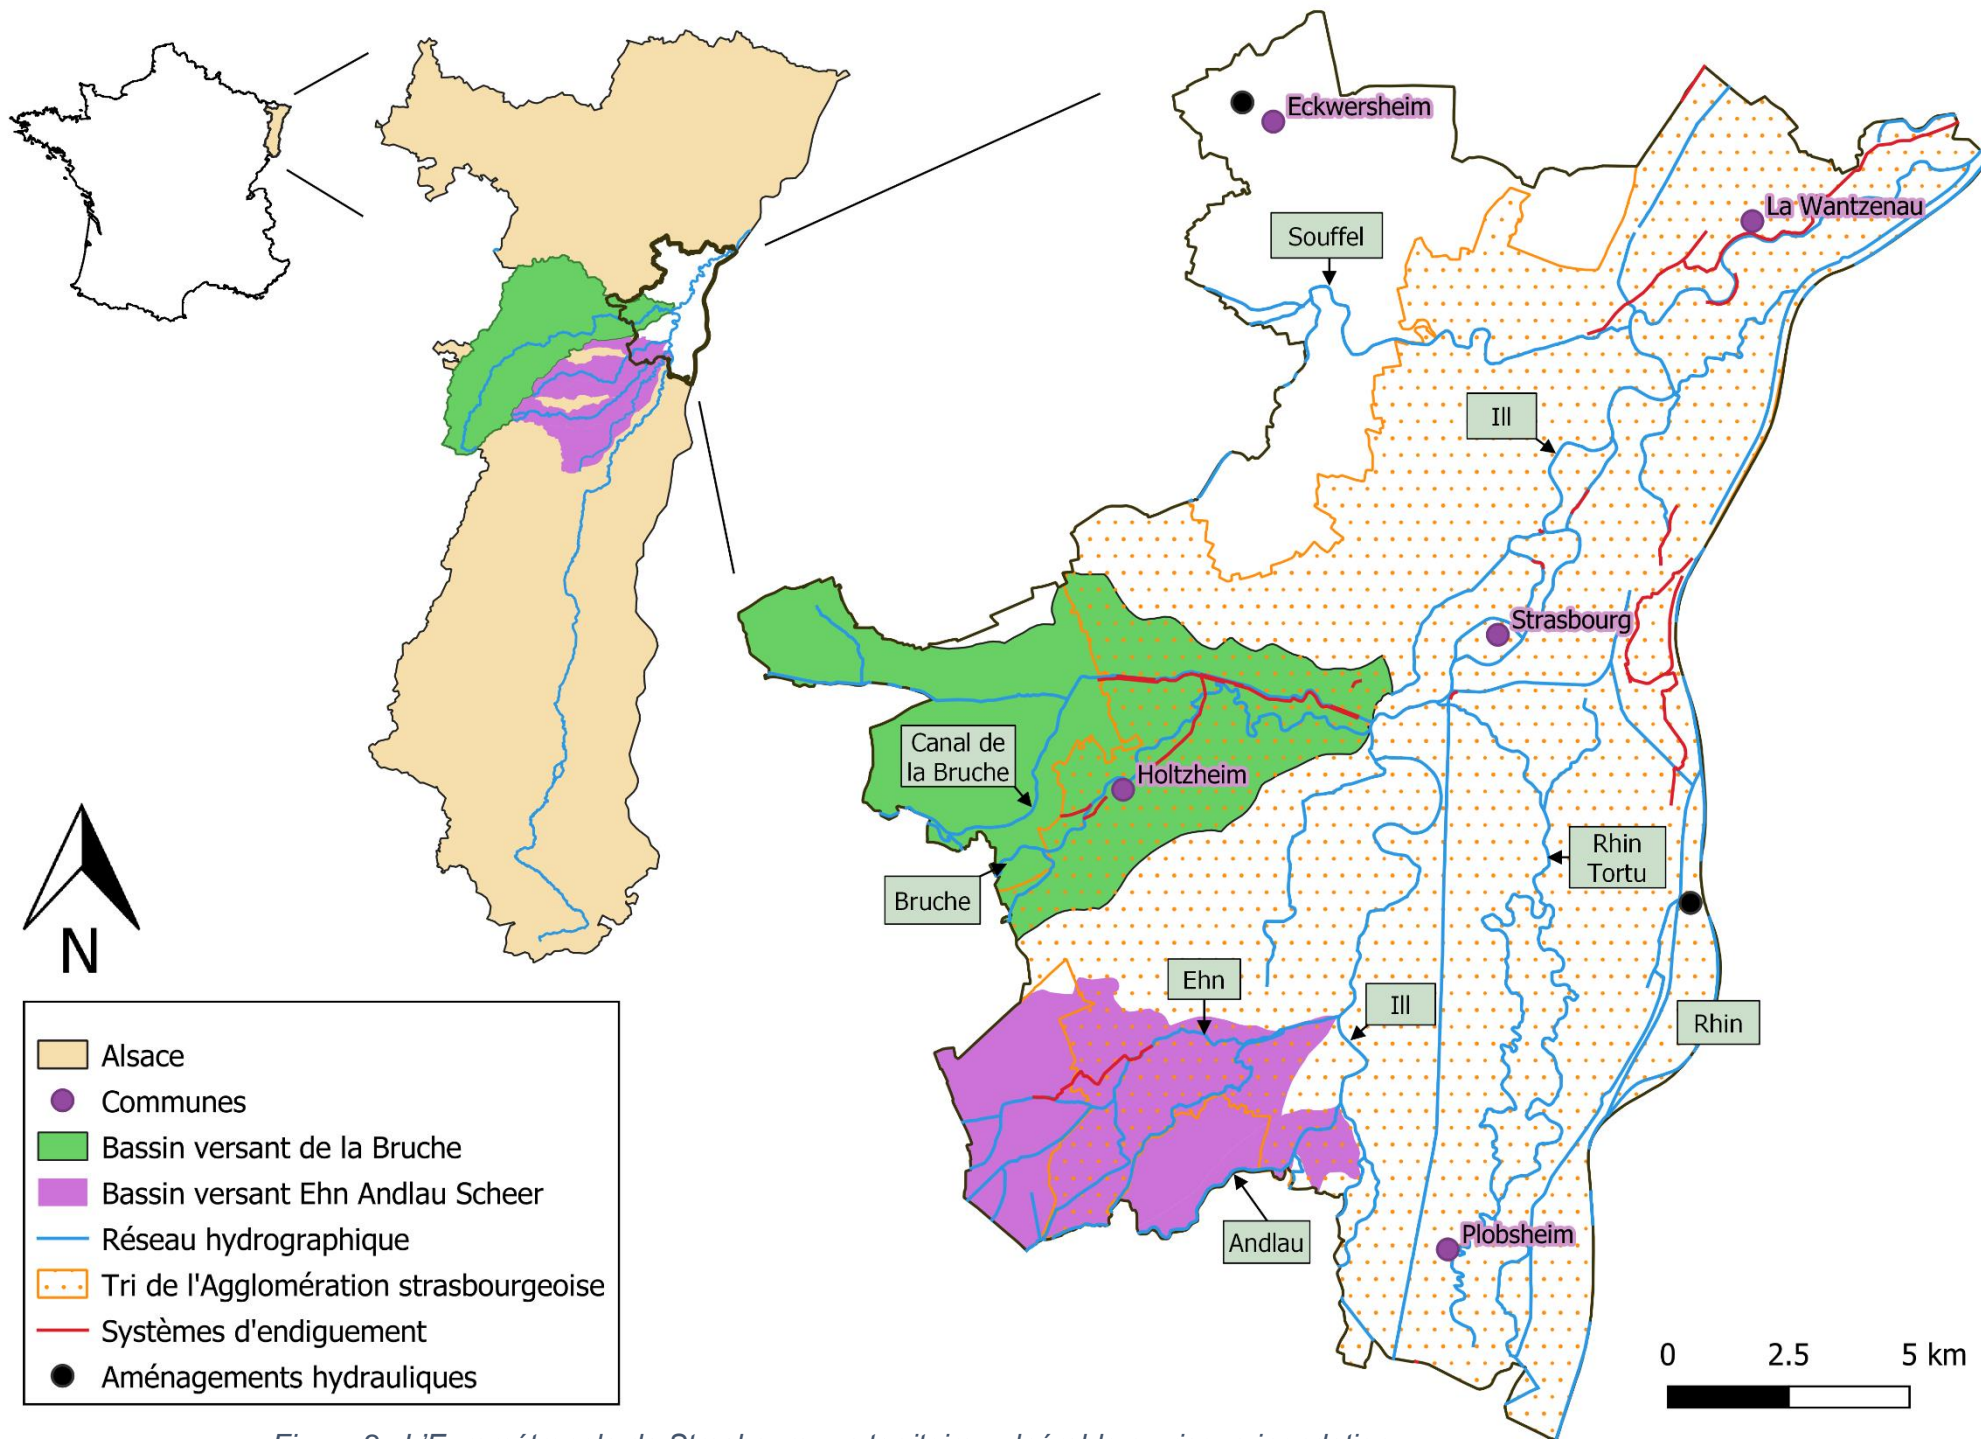 Eckwersheim
La Wantzenau
Souffel
Ill
Strasbourg
Canal de
la Bruche
Holtzheim
Rhin
Tortu
Bruche
Ehn
Ill
Rhin
Andlau
Plobsheim
N
Alsace
Communes
Bassin versant de la Bruche
Bassin versant Ehn Andlau Scheer
Réseau hydrographique
Tri de l'Agglomération strasbourgeoise
Systèmes d'endiguement
Aménagements hydrauliques
0 2.5 5 km